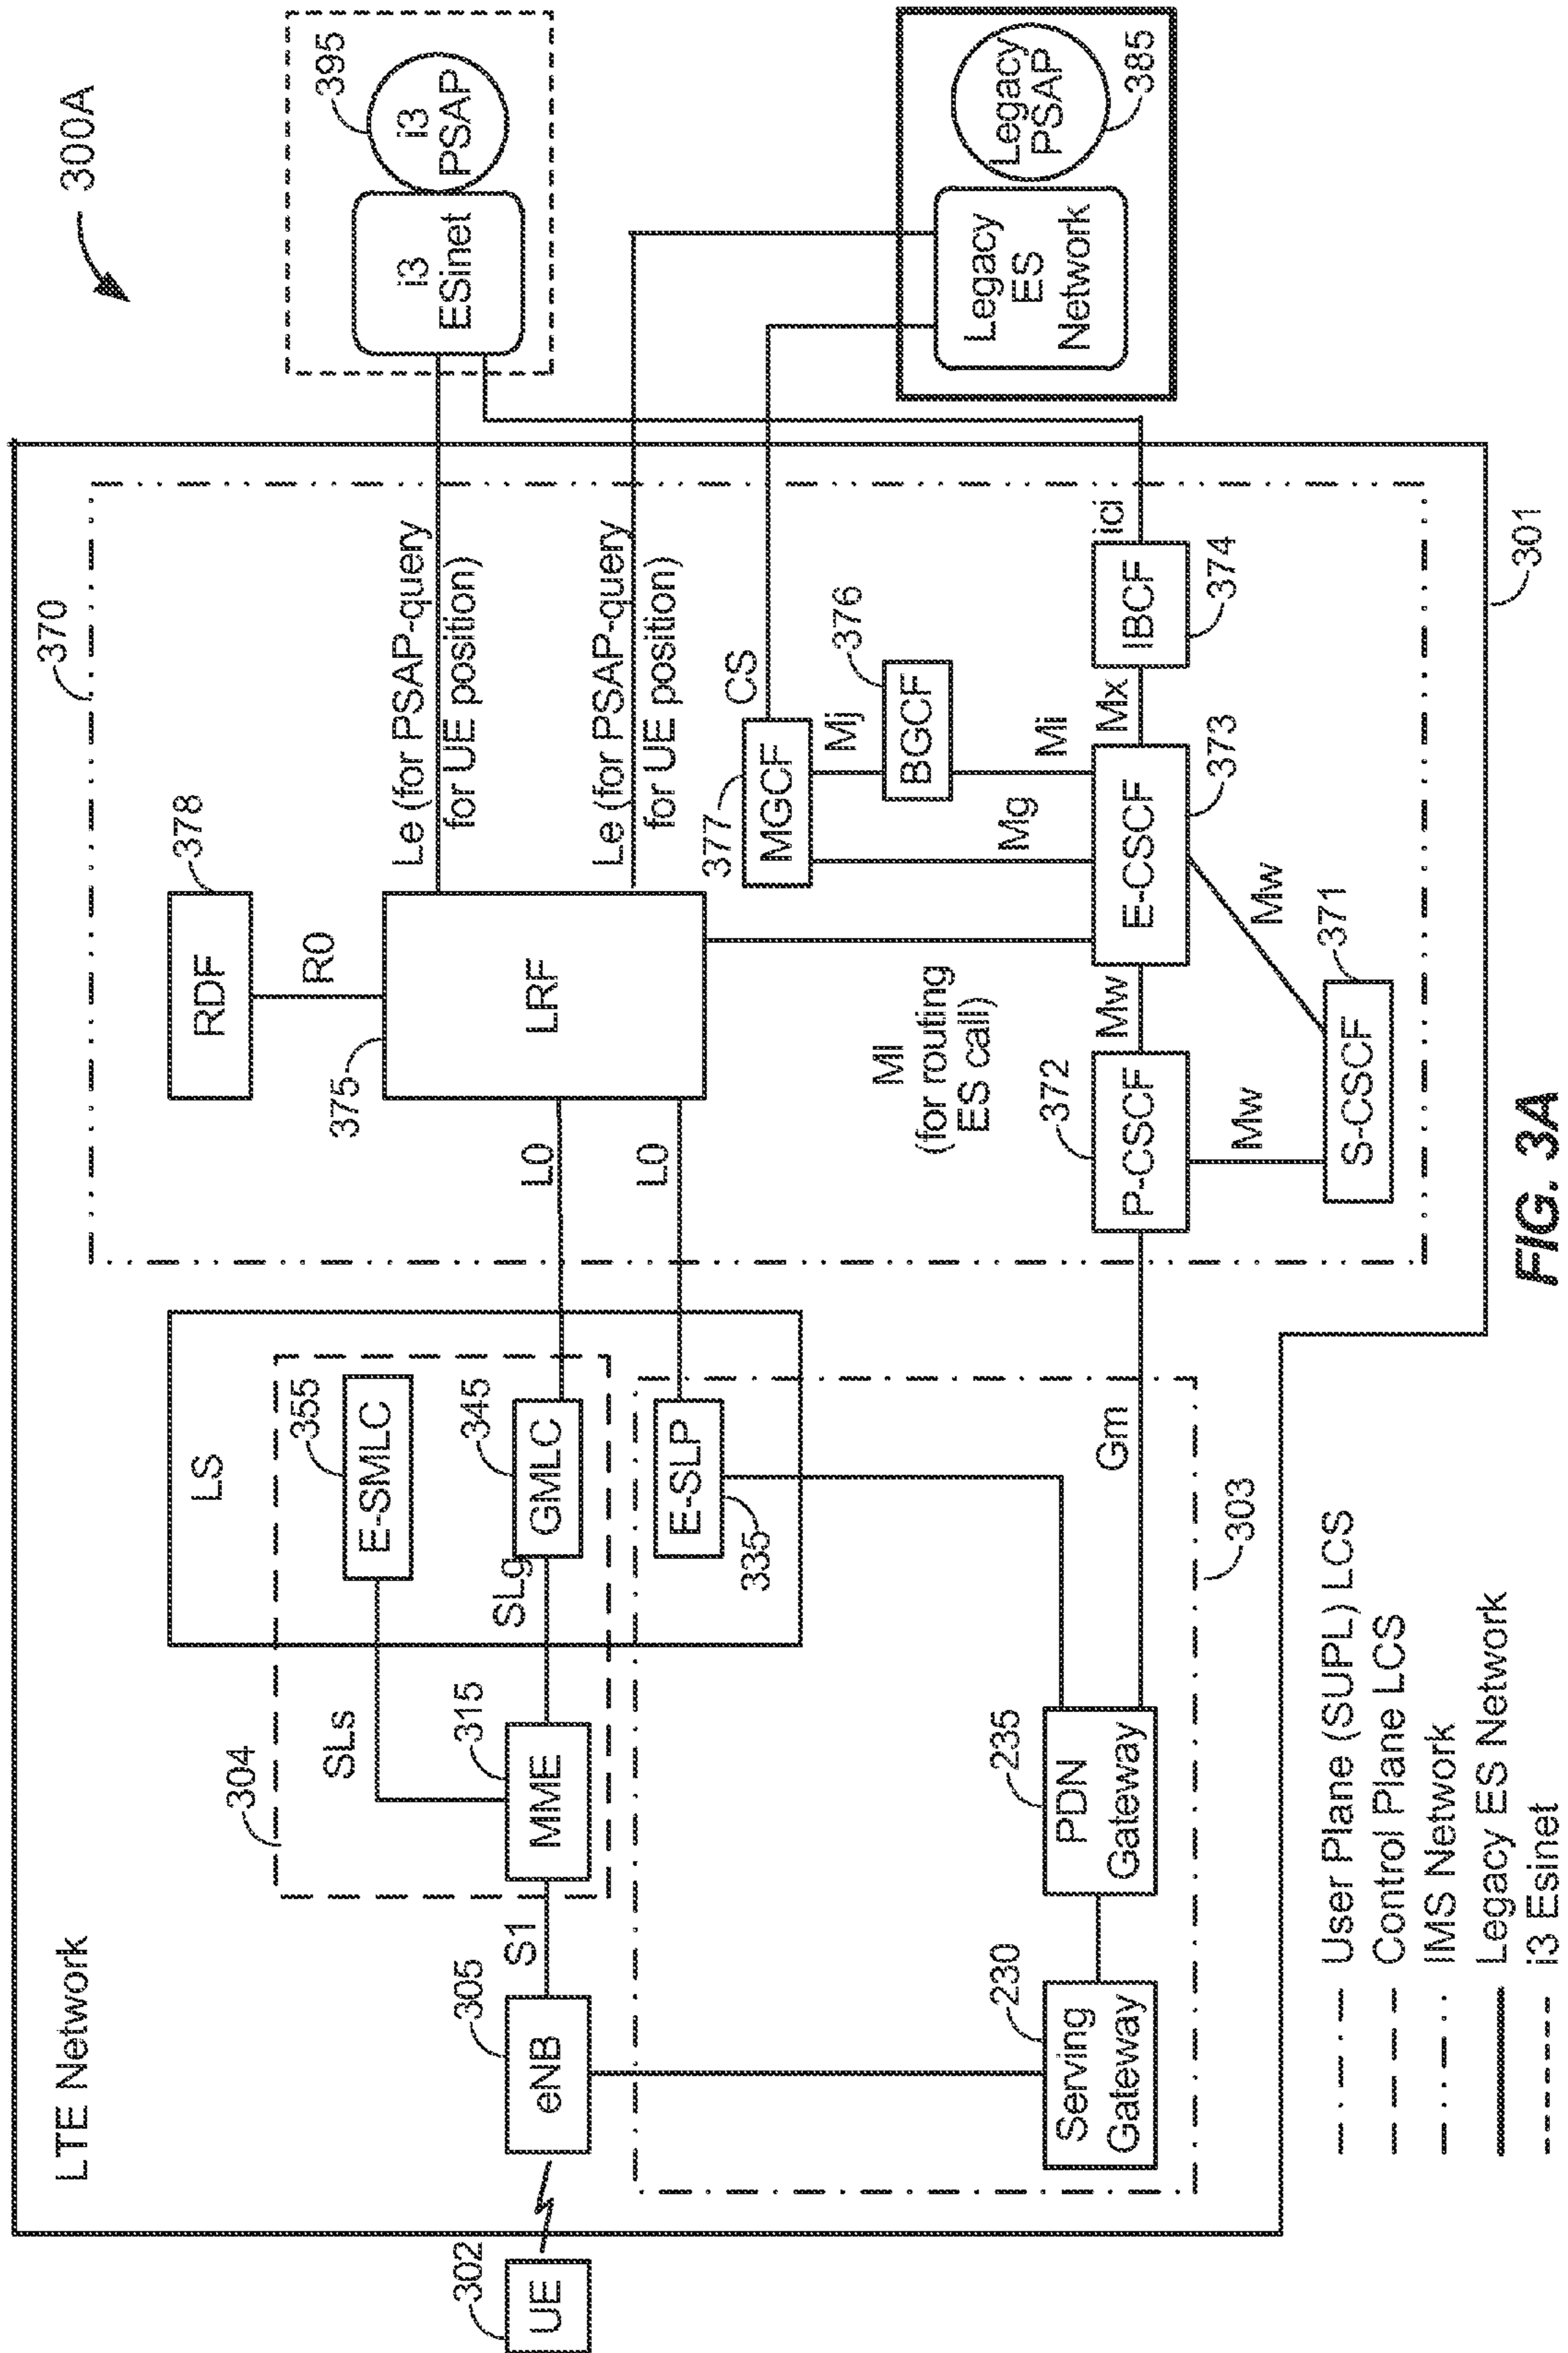 300A
LTE Network
370
RDF
378
R0
LRF
375
Le (for PSAP-query
for UE position)
Le (for PSAP-query
for UE position)
i3
ESinet
i3
PSAP
395
LS
304
E-SMLC
355
SLs
GMLC
345
SLg
MME
315
E-SLP
335
L0
L0
UE
302
eNB
305
S1
Ml
(for routing
ES call)
MGCF
377
CS
Mj
BGCF
376
Mg
Mi
Legacy
ES
Network
Legacy
PSAP
385
Serving
Gateway
230
PDN
Gateway
235
Gm
P-CSCF
372
Mw
E-CSCF
373
Mx
IBCF
374
ici
Mw
Mw
S-CSCF
371
303
301
User Plane (SUPL) LCS
Control Plane LCS
IMS Network
Legacy ES Network
i3 Esinet
FIG. 3A